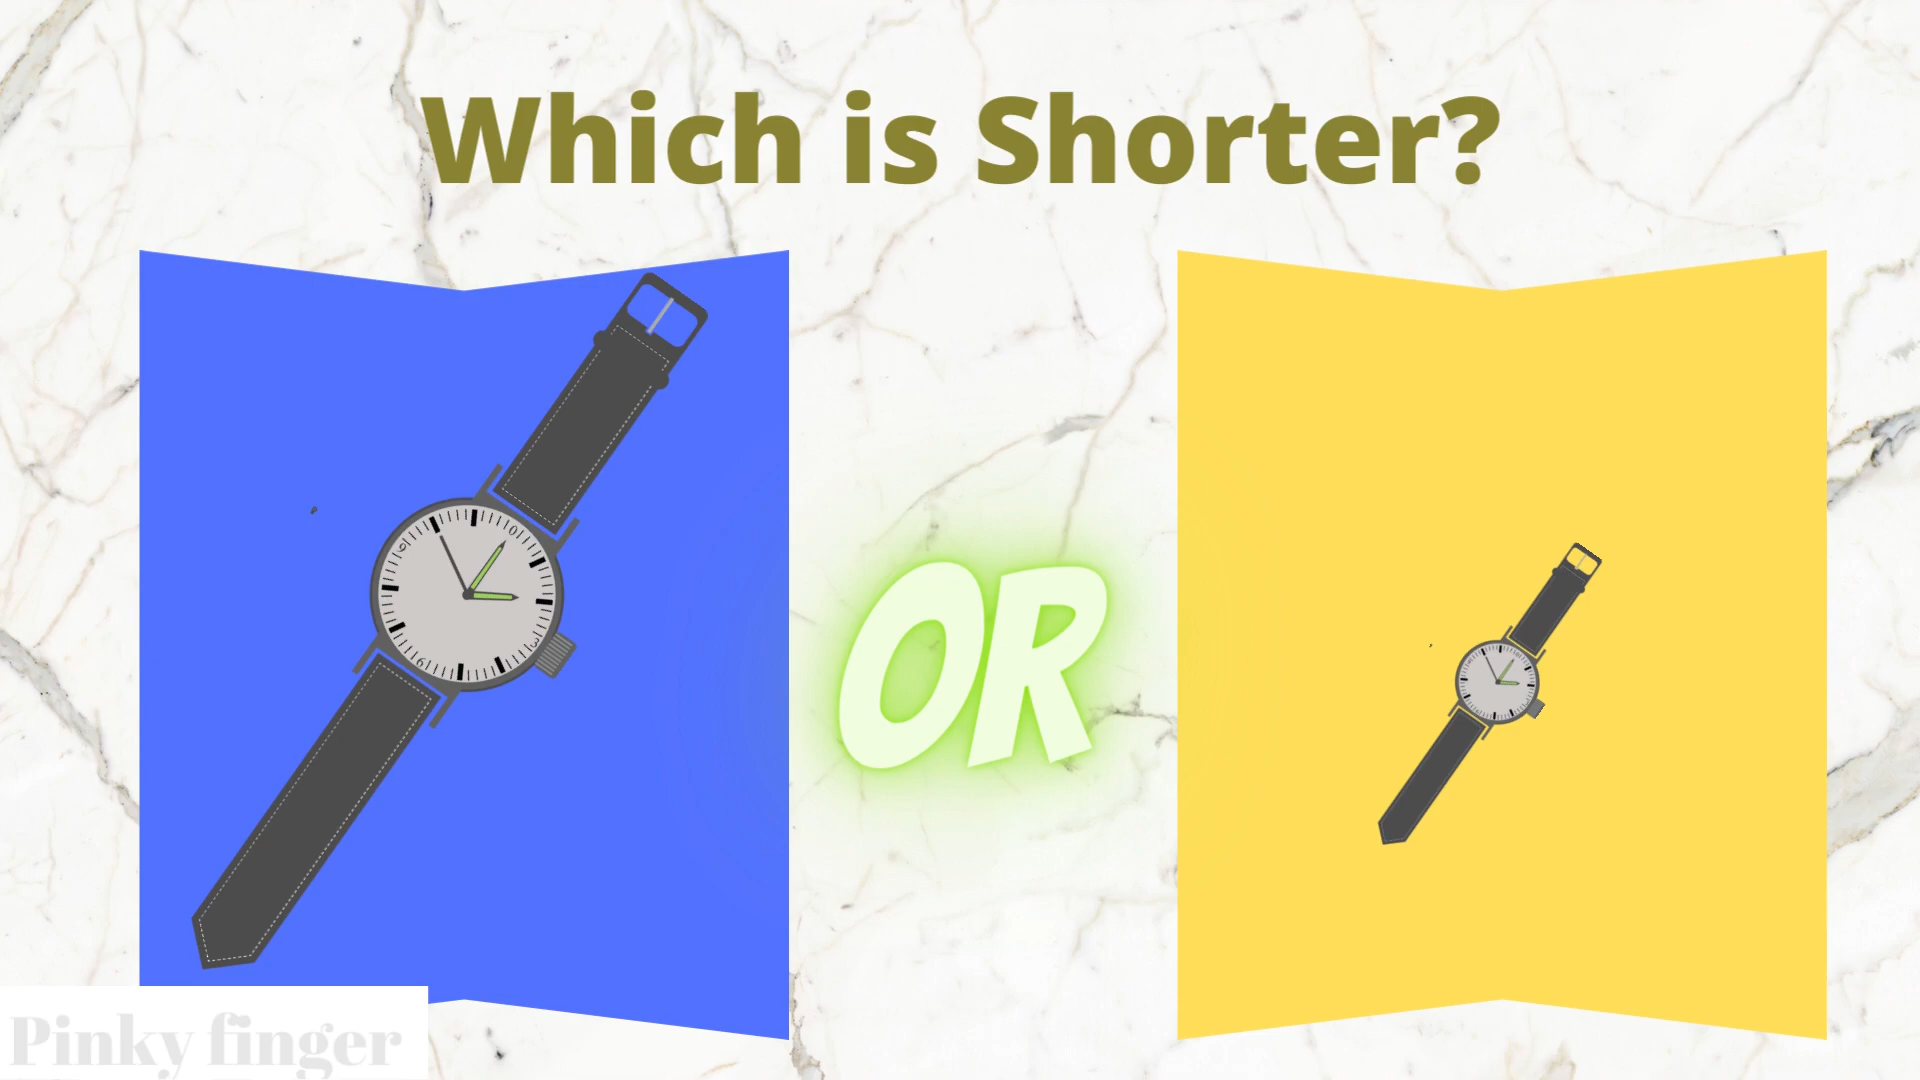 Which is Shorter?
OR
Pinky finger